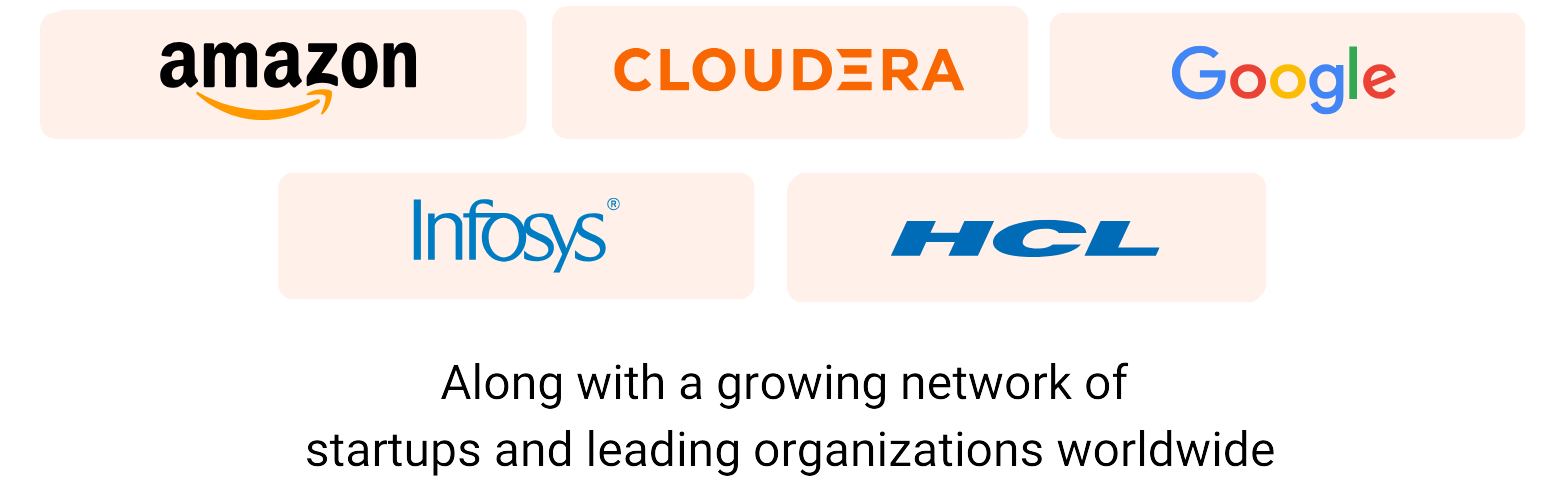 amazon
CLOUDERA
Google
Infosys®
HCL
Along with a growing network of
startups and leading organizations worldwide